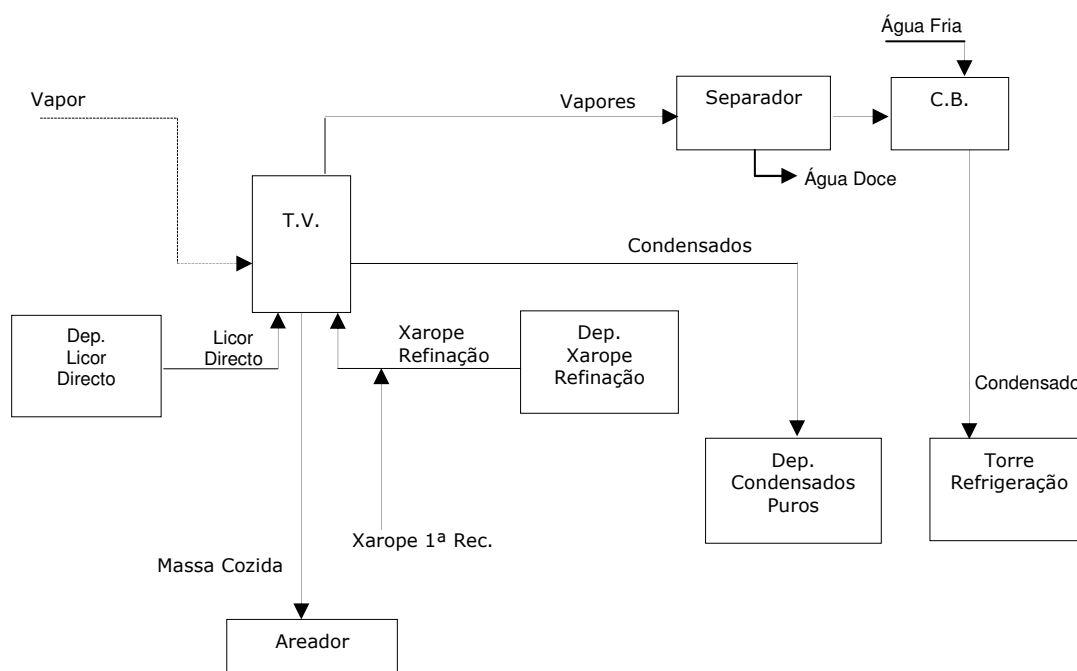 Água Fria
Vapor
Vapores
Separador
C.B.
Água Doce
T.V.
Condensados
Dep.
Licor
Directo
Licor
Directo
Xarope
Refinação
Dep.
Xarope
Refinação
Condensado
Dep.
Condensados
Puros
Torre
Refrigeração
Xarope 1ª Rec.
Massa Cozida
Areador